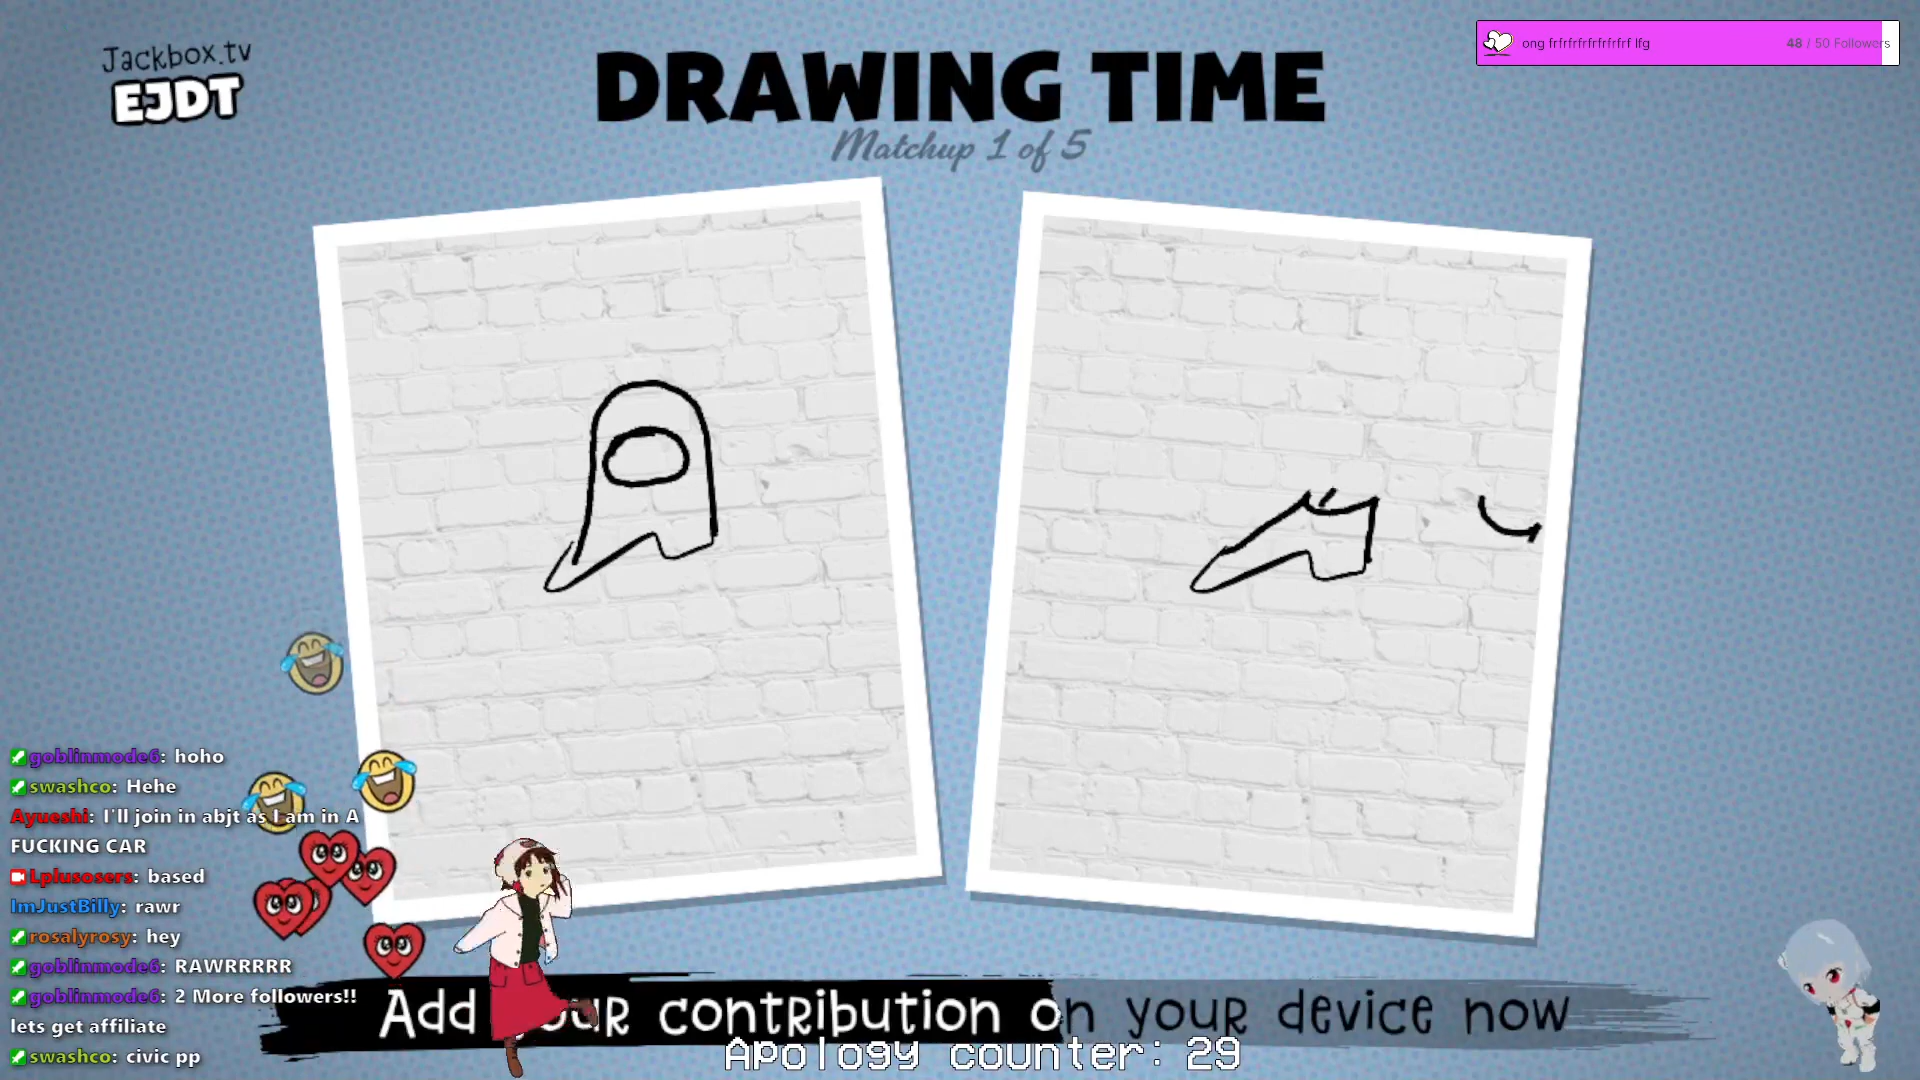 Jackbox.tv
EJDT
DRAWING TIME
Matchup 1 of 5
ong frfrfrfrfrfrfrfrf lfg
48 / 50 Followers
goblinmode6: hoho
swashco: Hehe
Ayueshi: I'll join in abjt as I am in A
FUCKING CAR
Lplusosers: based
ImJustBilly: rawr
rosalyrosy: hey
goblinmode6: RAWRRRRR
goblinmode6: 2 More followers!!
lets get affiliate
swashco: civic pp
Add your contribution on your device now
Apology counter: 29